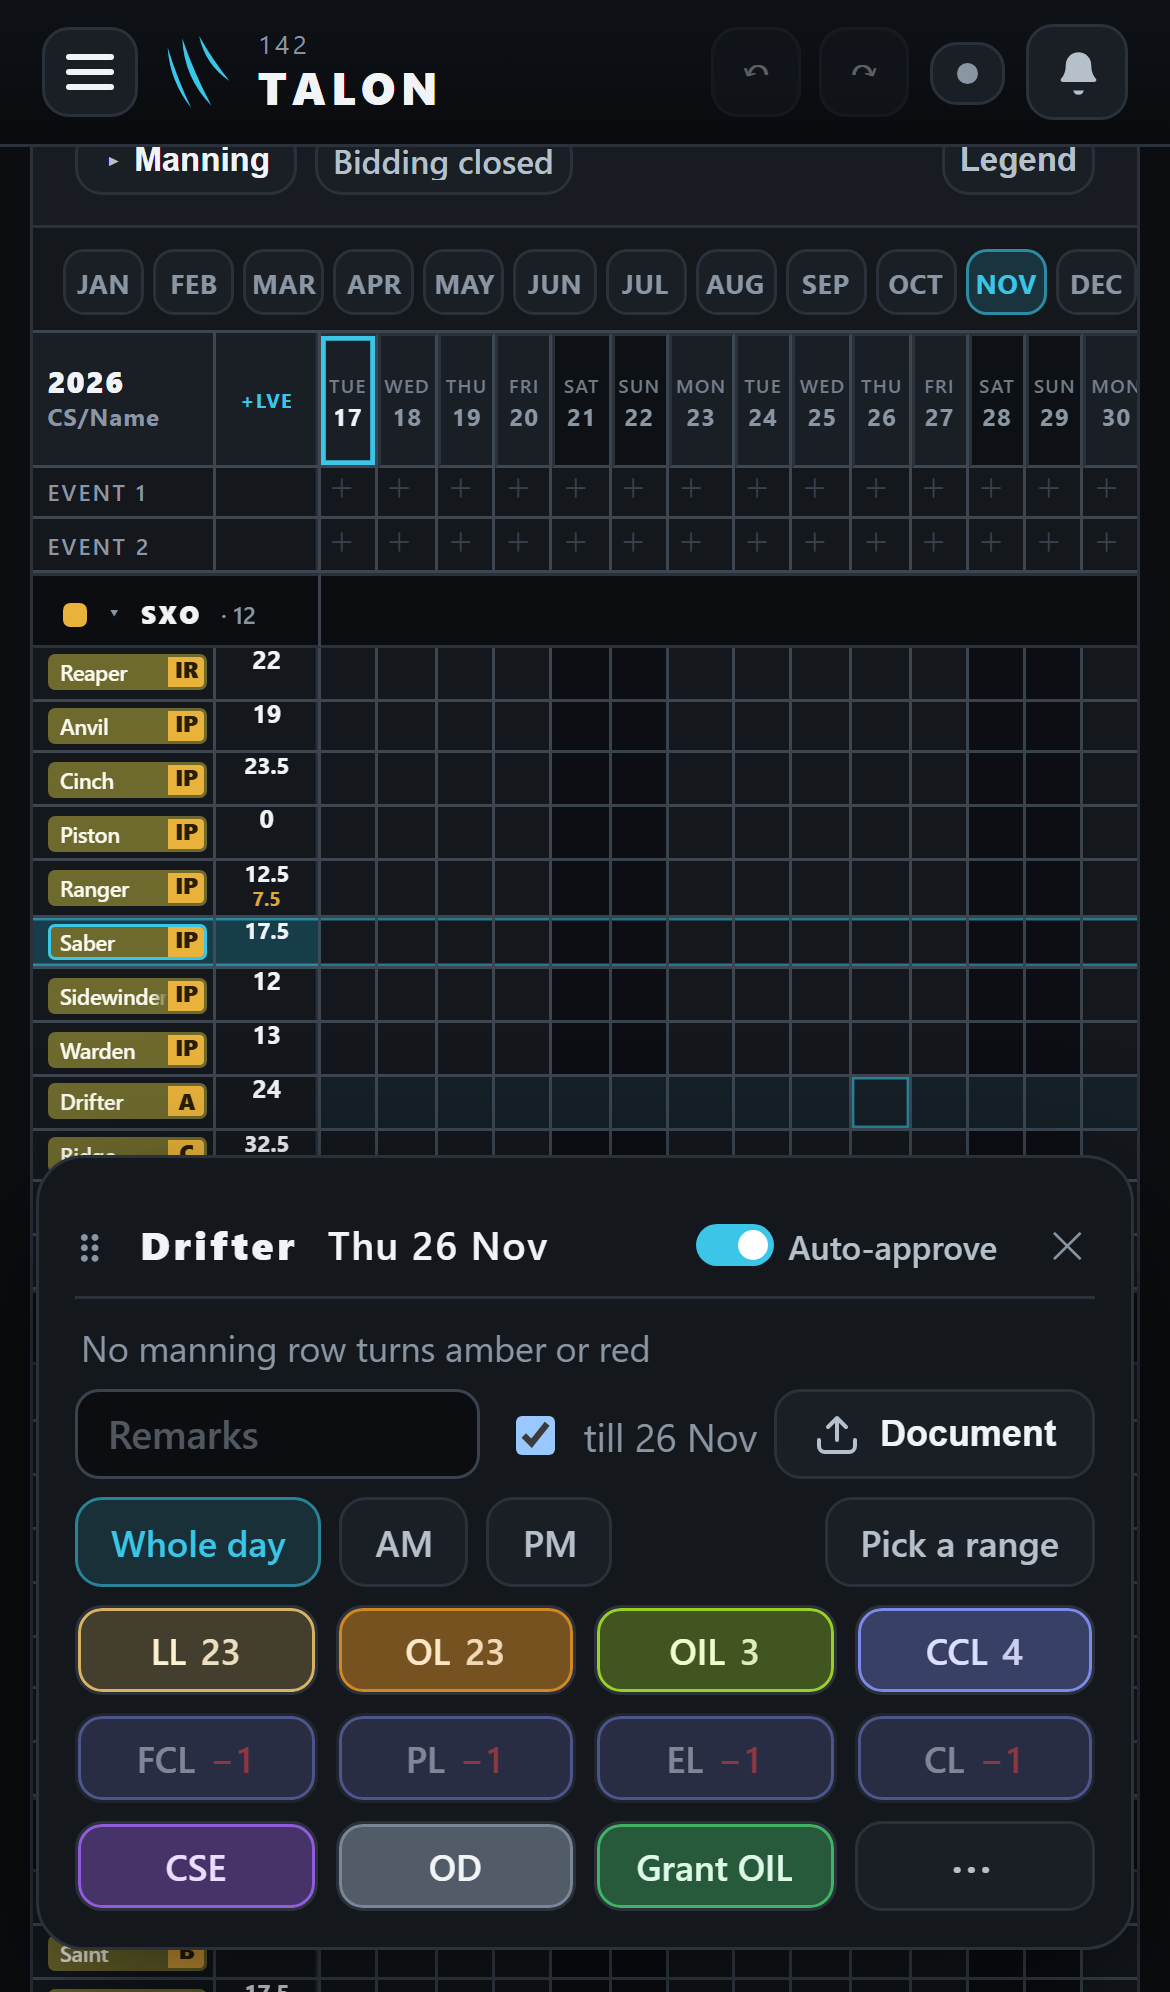 142
TALON
Manning
Bidding closed
Legend
JAN FEB MAR APR MAY JUN JUL AUG SEP OCT NOV DEC
2026
CS/Name
+LVE
TUE WED THU FRI SAT SUN MON TUE WED THU FRI SAT SUN MON
17 18 19 20 21 22 23 24 25 26 27 28 29 30
EVENT 1 + + + + + + + + + + + + + +
EVENT 2 + + + + + + + + + + + + + +
SXO · 12
Reaper IR 22
Anvil IP 19
Cinch IP 23.5
Piston IP 0
Ranger IP 12.5
7.5
Saber IP 17.5
Sidewinder IP 12
Warden IP 13
Drifter A 24
Ridge C 32.5
Drifter Thu 26 Nov Auto-approve
No manning row turns amber or red
Remarks till 26 Nov Document
Whole day AM PM Pick a range
LL 23 OL 23 OIL 3 CCL 4
FCL −1 PL −1 EL −1 CL −1
CSE OD Grant OIL ...
Saint B
17.5